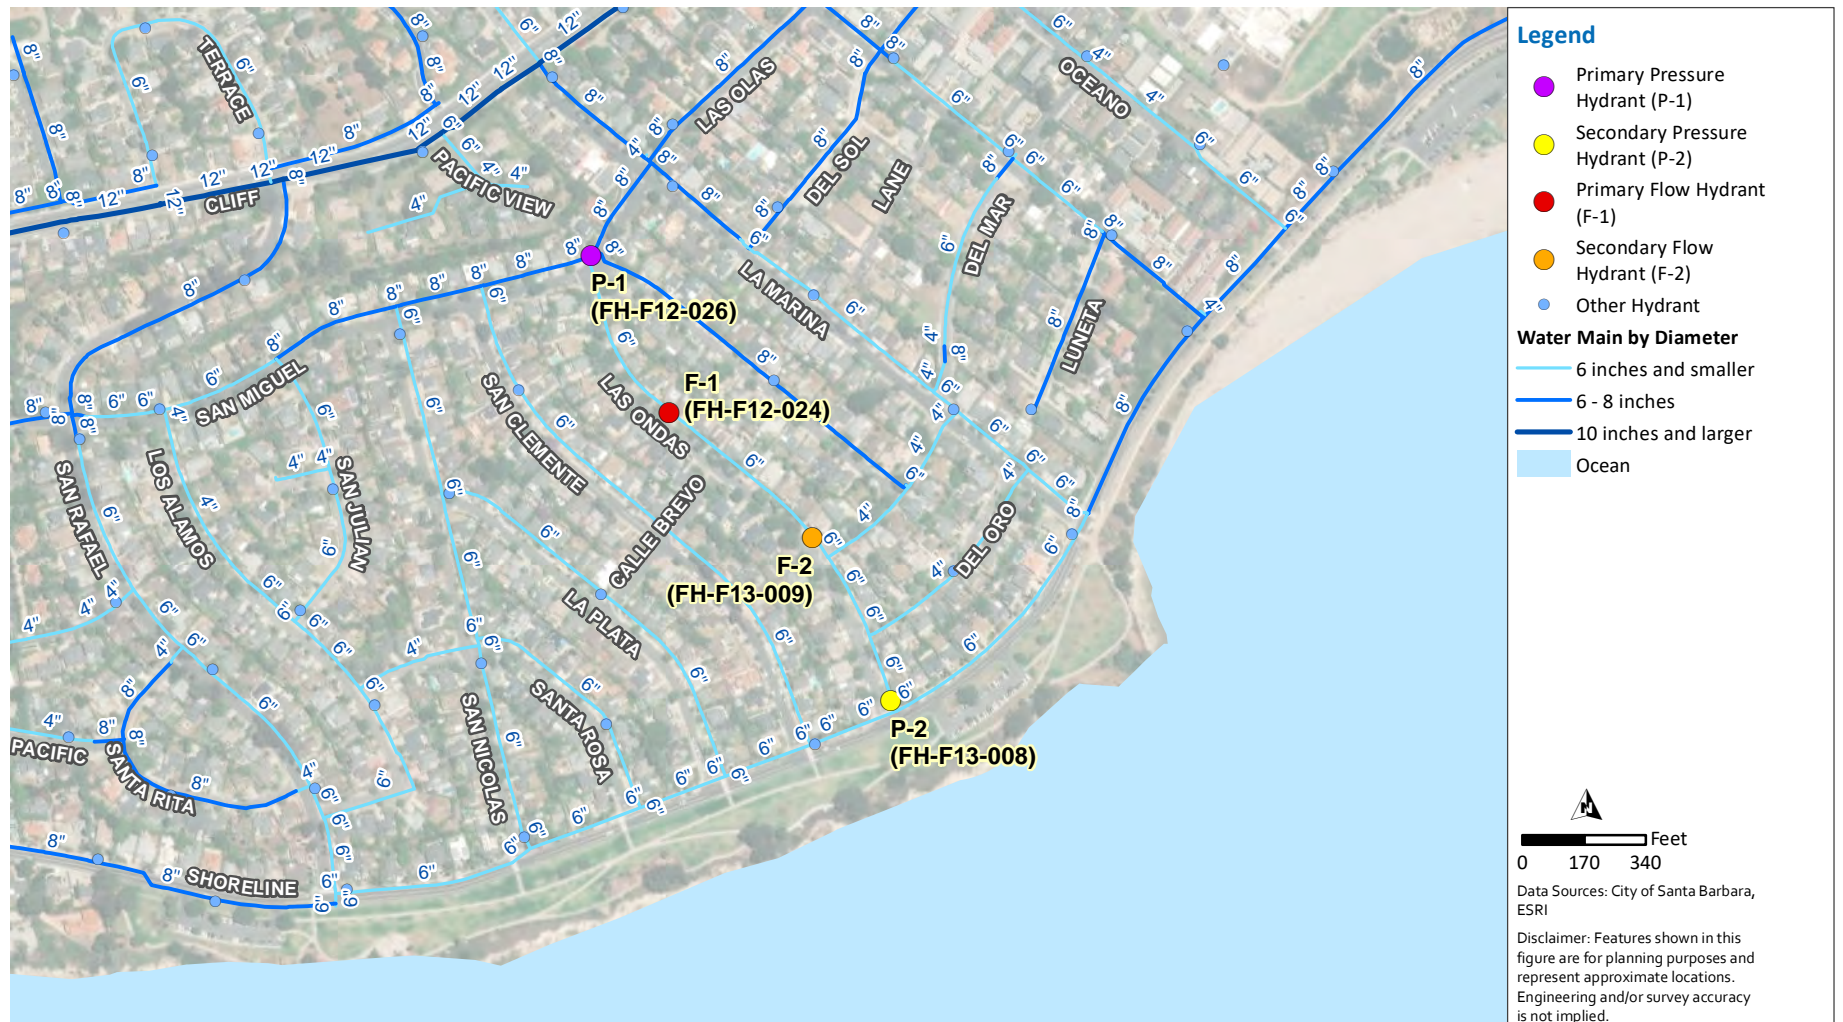 TERRACE
CLIFF
PACIFIC VIEW
LAS OLAS
DEL SOL
LANE
OCEANO
DEL MAR
LA MARINA
LUNETA
P-1
(FH-F12-026)
F-1
(FH-F12-024)
LAS ONDAS
SAN MIGUEL
SAN CLEMENTE
SAN RAFAEL
LOS ALAMOS
SAN JULIAN
CALLE BREVO
DEL ORO
F-2
(FH-F13-009)
LA PLATA
P-2
(FH-F13-008)
SANTA ROSA
SAN NICOLAS
PACIFIC
SANTA RITA
SHORELINE
12"
10"
8"
6"
4"
Legend
Primary Pressure
Hydrant (P-1)
Secondary Pressure
Hydrant (P-2)
Primary Flow Hydrant
(F-1)
Secondary Flow
Hydrant (F-2)
Other Hydrant
Water Main by Diameter
6 inches and smaller
6 - 8 inches
10 inches and larger
Ocean
N
Feet
0 170 340
Data Sources: City of Santa Barbara,
ESRI
Disclaimer: Features shown in this
figure are for planning purposes and
represent approximate locations.
Engineering and/or survey accuracy
is not implied.